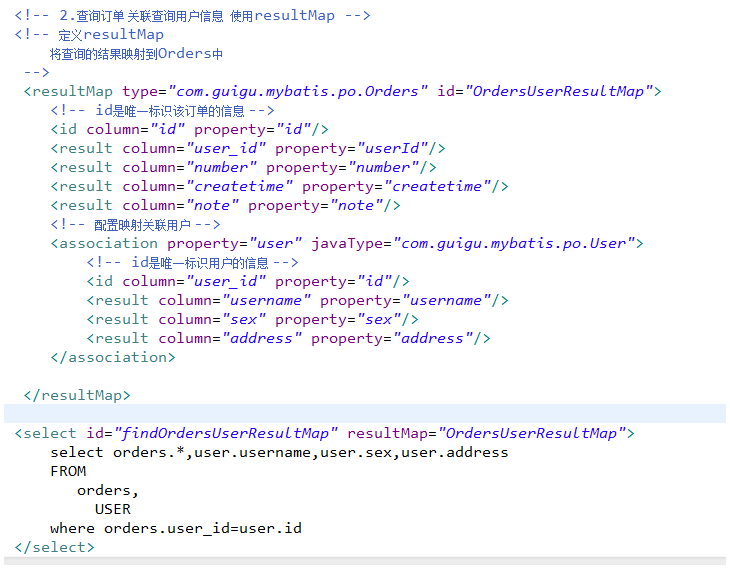 <!-- 2.查询订单 关联查询用户信息 使用resultMap -->
<!-- 定义resultMap
将查询的结果映射到Orders中
-->
<resultMap type="com.guigu.mybatis.po.Orders" id="OrdersUserResultMap">
<!-- id是唯一标识该订单的信息 -->
<id column="id" property="id"/>
<result column="user_id" property="userId"/>
<result column="number" property="number"/>
<result column="createtime" property="createtime"/>
<result column="note" property="note"/>
<!-- 配置映射关联用户 -->
<association property="user" javaType="com.guigu.mybatis.po.User">
<!-- id是唯一标识用户的信息 -->
<id column="user_id" property="id"/>
<result column="username" property="username"/>
<result column="sex" property="sex"/>
<result column="address" property="address"/>
</association>
</resultMap>
<select id="findOrdersUserResultMap" resultMap="OrdersUserResultMap">
select orders.*,user.username,user.sex,user.address
FROM
orders,
USER
where orders.user_id=user.id
</select>